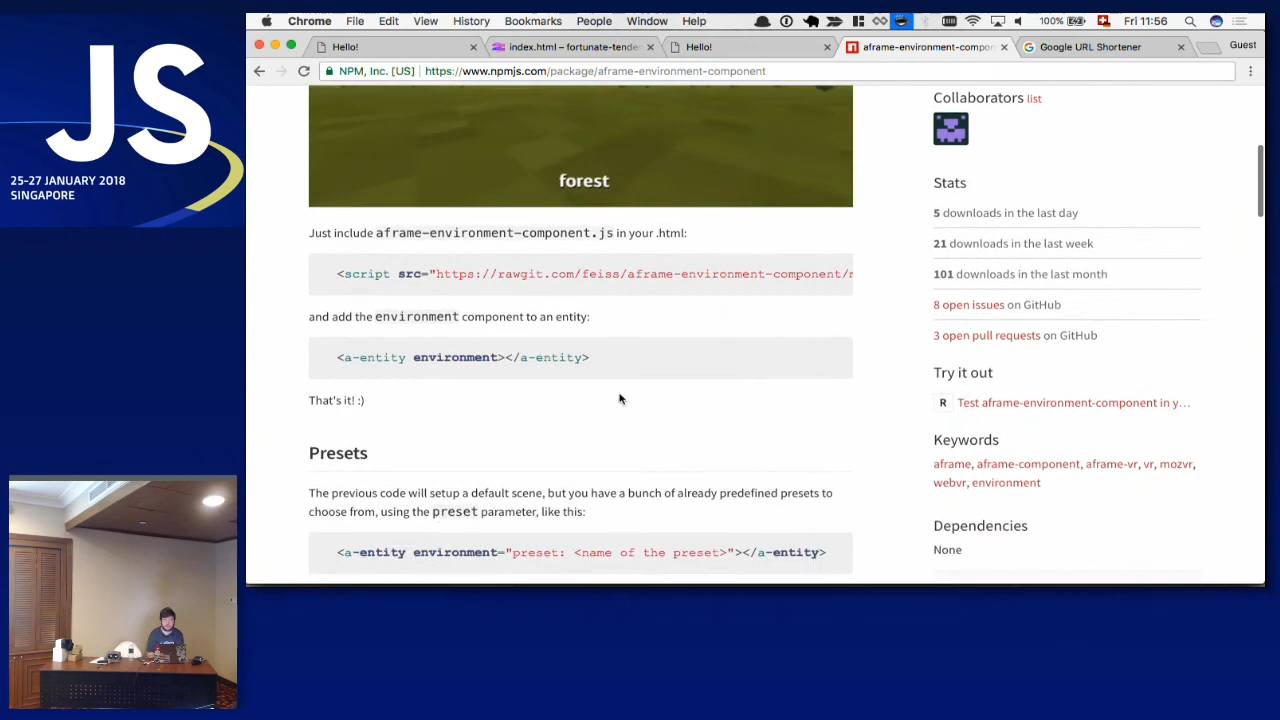 JS
25-27 JANUARY 2018
SINGAPORE
Chrome File Edit View History Bookmarks People Window Help 100% Fri 11:56
Hello! index.html – fortunate-tende Hello! aframe-environment-compo Google URL Shortener Guest
NPM, Inc. [US] https://www.npmjs.com/package/aframe-environment-component
forest
Just include aframe-environment-component.js in your .html:
<script src="https://rawgit.com/feiss/aframe-environment-component/
and add the environment component to an entity:
<a-entity environment></a-entity>
That's it! :)
Presets
The previous code will setup a default scene, but you have a bunch of already predefined presets to
choose from, using the preset parameter, like this:
<a-entity environment="preset: <name of the preset>"></a-entity>
Collaborators list
Stats
5 downloads in the last day
21 downloads in the last week
101 downloads in the last month
8 open issues on GitHub
3 open pull requests on GitHub
Try it out
R Test aframe-environment-component in y…
Keywords
aframe, aframe-component, aframe-vr, vr, mozvr,
webvr, environment
Dependencies
None